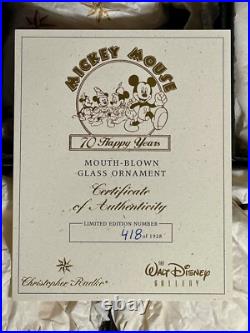 MICKEY MOUSE
70 Happy Years
MOUTH-BLOWN
GLASS ORNAMENT
Certificate
of Authenticity
LIMITED EDITION NUMBER
418 of 1928
Christopher Radko
THE
WALT DISNEY
GALLERY